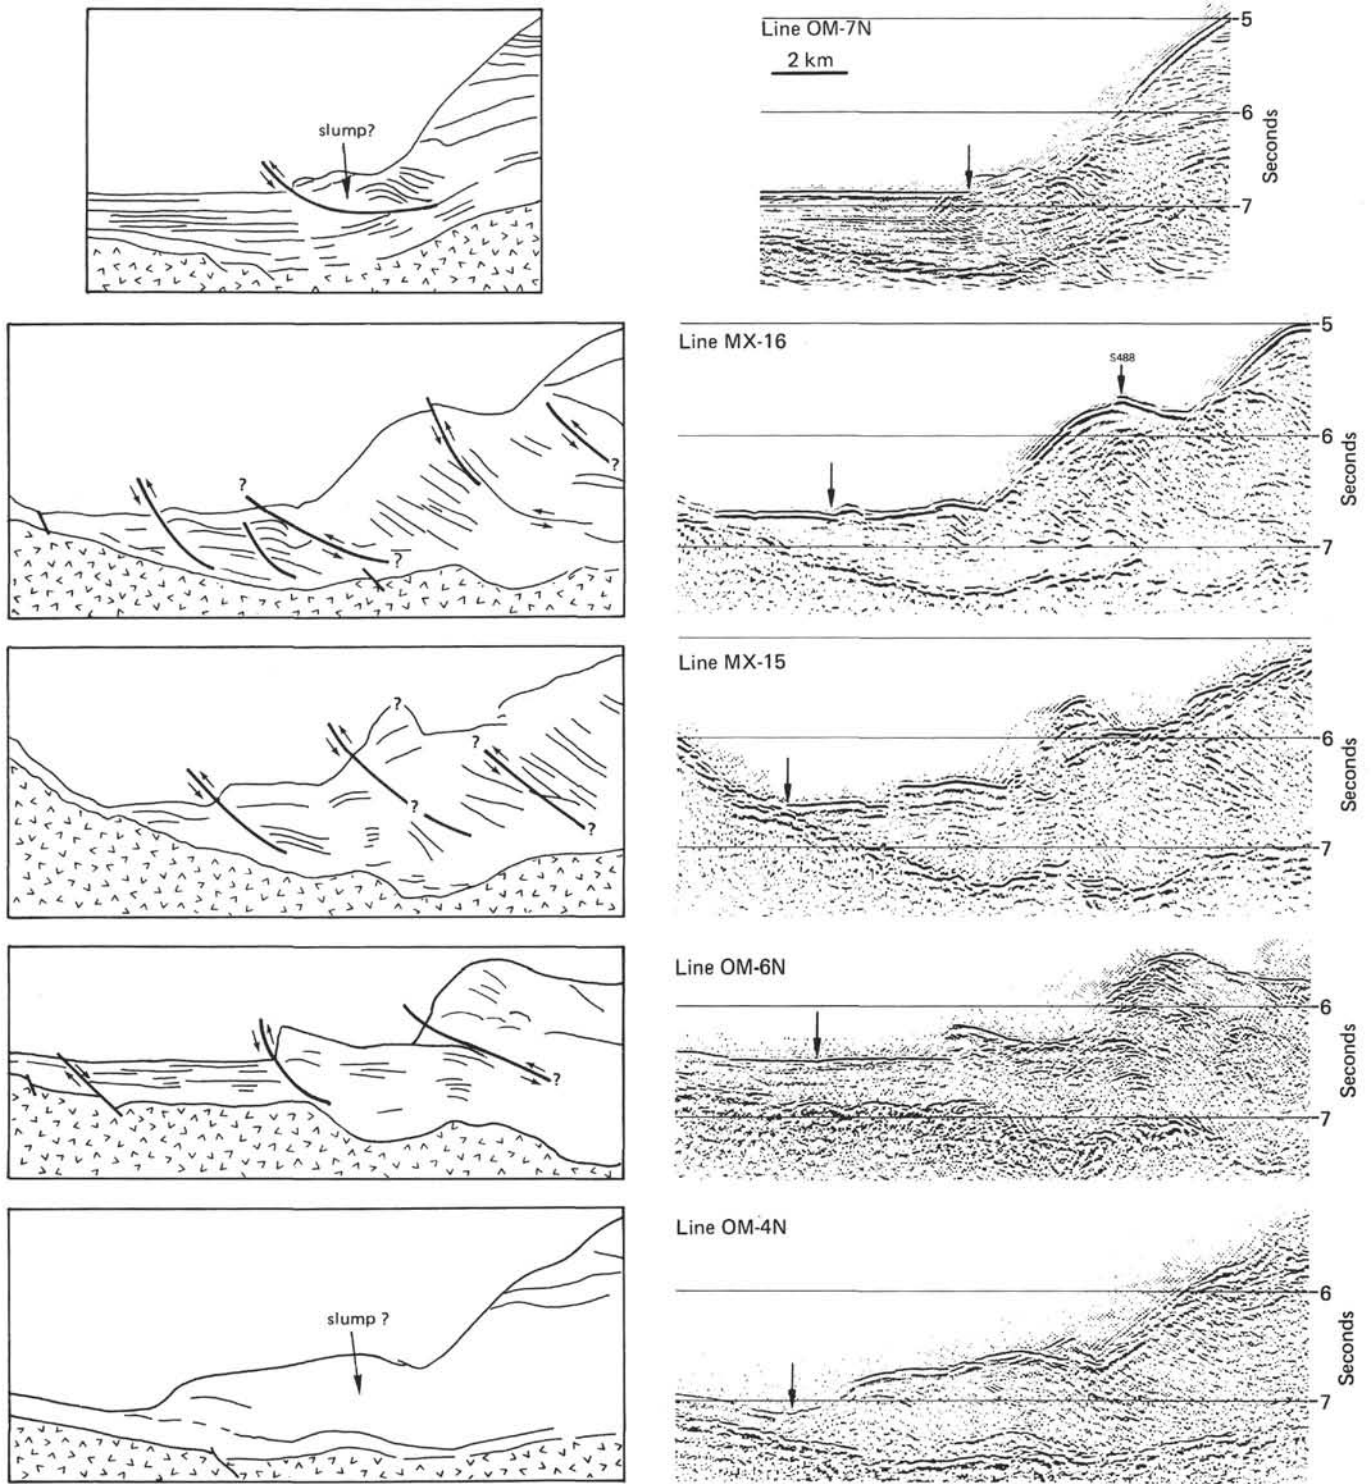 slump?
Line OM-7N
2 km
5
6
7
Seconds
?
?
?
Line MX-16
S488
5
6
7
Seconds
?
?
?
?
Line MX-15
6
7
Seconds
?
Line OM-6N
6
7
Seconds
slump ?
Line OM-4N
6
7
Seconds